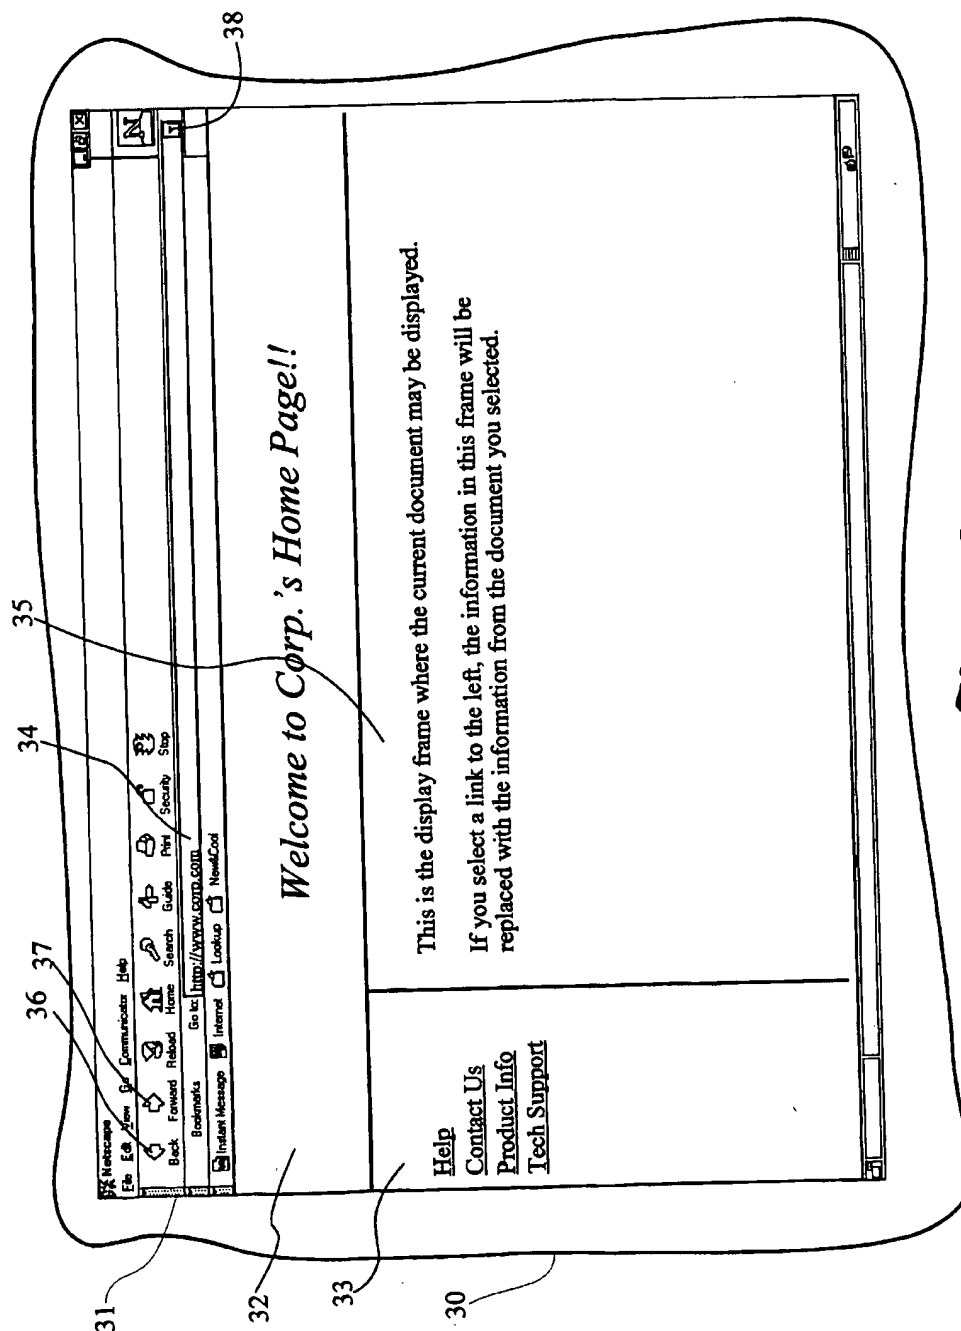 Netscape
File Edit View Go Communicator Help
Back Forward Reload Home Search Guide Print Security Stop
N
Bookmarks Go to: http://www.corp.com
Instant Message Internet Lookup New&Cool
Welcome to Corp.'s Home Page!!
Help
Contact Us
Product Info
Tech Support
This is the display frame where the current document may be displayed.
If you select a link to the left, the information in this frame will be
replaced with the information from the document you selected.
30
31
32
33
34
35
36
37
38